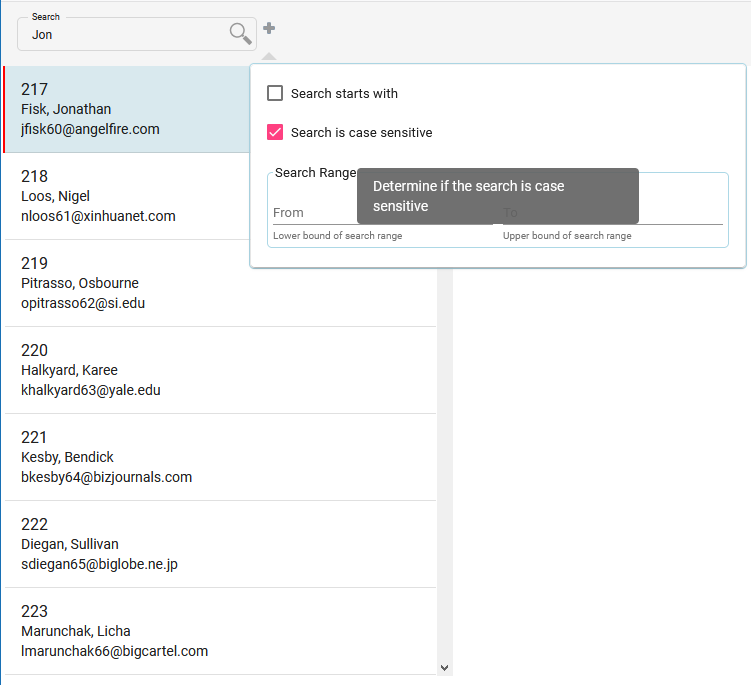 Search
Jon
217
Fisk, Jonathan
jfisk60@angelfire.com
218
Loos, Nigel
nloos61@xinhuanet.com
219
Pitrasso, Osbourne
opitrasso62@si.edu
220
Halkyard, Karee
khalkyard63@yale.edu
221
Kesby, Bendick
bkesby64@bizjournals.com
222
Diegan, Sullivan
sdiegan65@biglobe.ne.jp
223
Marunchak, Licha
lmarunchak66@bigcartel.com
Search starts with
Search is case sensitive
Search Range
Determine if the search is case
sensitive
From
To
Lower bound of search range
Upper bound of search range